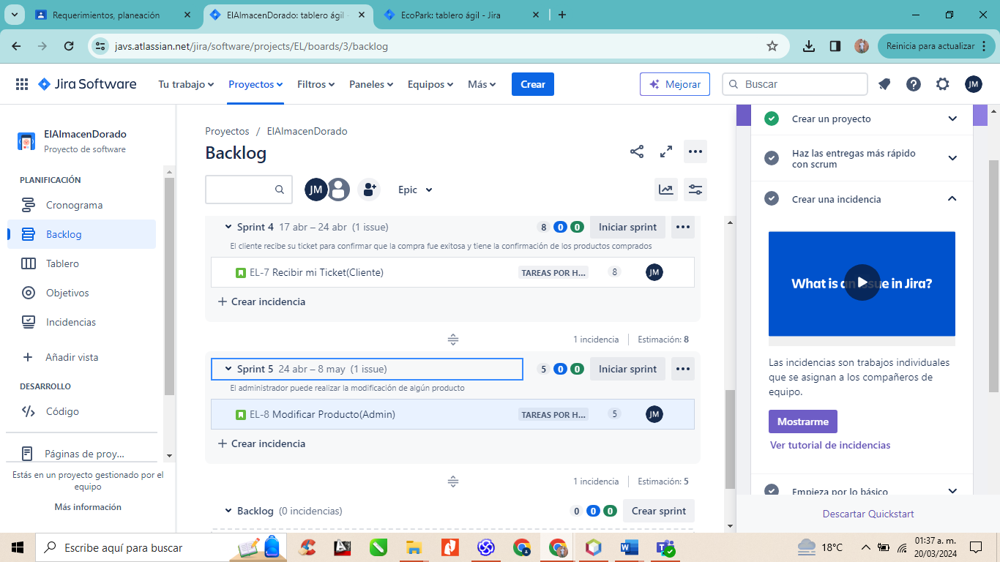 Requerimientos, planeación
ElAlmacenDorado: tablero ágil -
EcoPark: tablero ágil - Jira
javs.atlassian.net/jira/software/projects/EL/boards/3/backlog
Reinicia para actualizar
Jira Software
Tu trabajo
Proyectos
Filtros
Paneles
Equipos
Más
Crear
Mejorar
Buscar
JM
ElAlmacenDorado
Proyecto de software
PLANIFICACIÓN
Cronograma
Backlog
Tablero
Objetivos
Incidencias
Añadir vista
DESARROLLO
Código
Páginas de proy...
Estás en un proyecto gestionado por el
equipo
Más información
Proyectos / ElAlmacenDorado
Backlog
JM
Epic
Sprint 4 17 abr – 24 abr (1 issue)
8 0 0
Iniciar sprint
El cliente recibe su ticket para confirmar que la compra fue exitosa y tiene la confirmación de los productos comprados
EL-7 Recibir mi Ticket(Cliente)
TAREAS POR H...
8
JM
Crear incidencia
1 incidencia
Estimación: 8
Sprint 5 24 abr – 8 may (1 issue)
5 0 0
Iniciar sprint
El administrador puede realizar la modificación de algún producto
EL-8 Modificar Producto(Admin)
TAREAS POR H...
5
JM
Crear incidencia
1 incidencia
Estimación: 5
Backlog (0 incidencias)
0 0 0
Crear sprint
Crear un proyecto
Haz las entregas más rápido
con scrum
Crear una incidencia
What is an issue in Jira?
Las incidencias son trabajos individuales
que se asignan a los compañeros de
equipo.
Mostrarme
Ver tutorial de incidencias
Empieza por lo básico
Descartar Quickstart
Escribe aquí para buscar
18°C
01:37 a. m.
20/03/2024